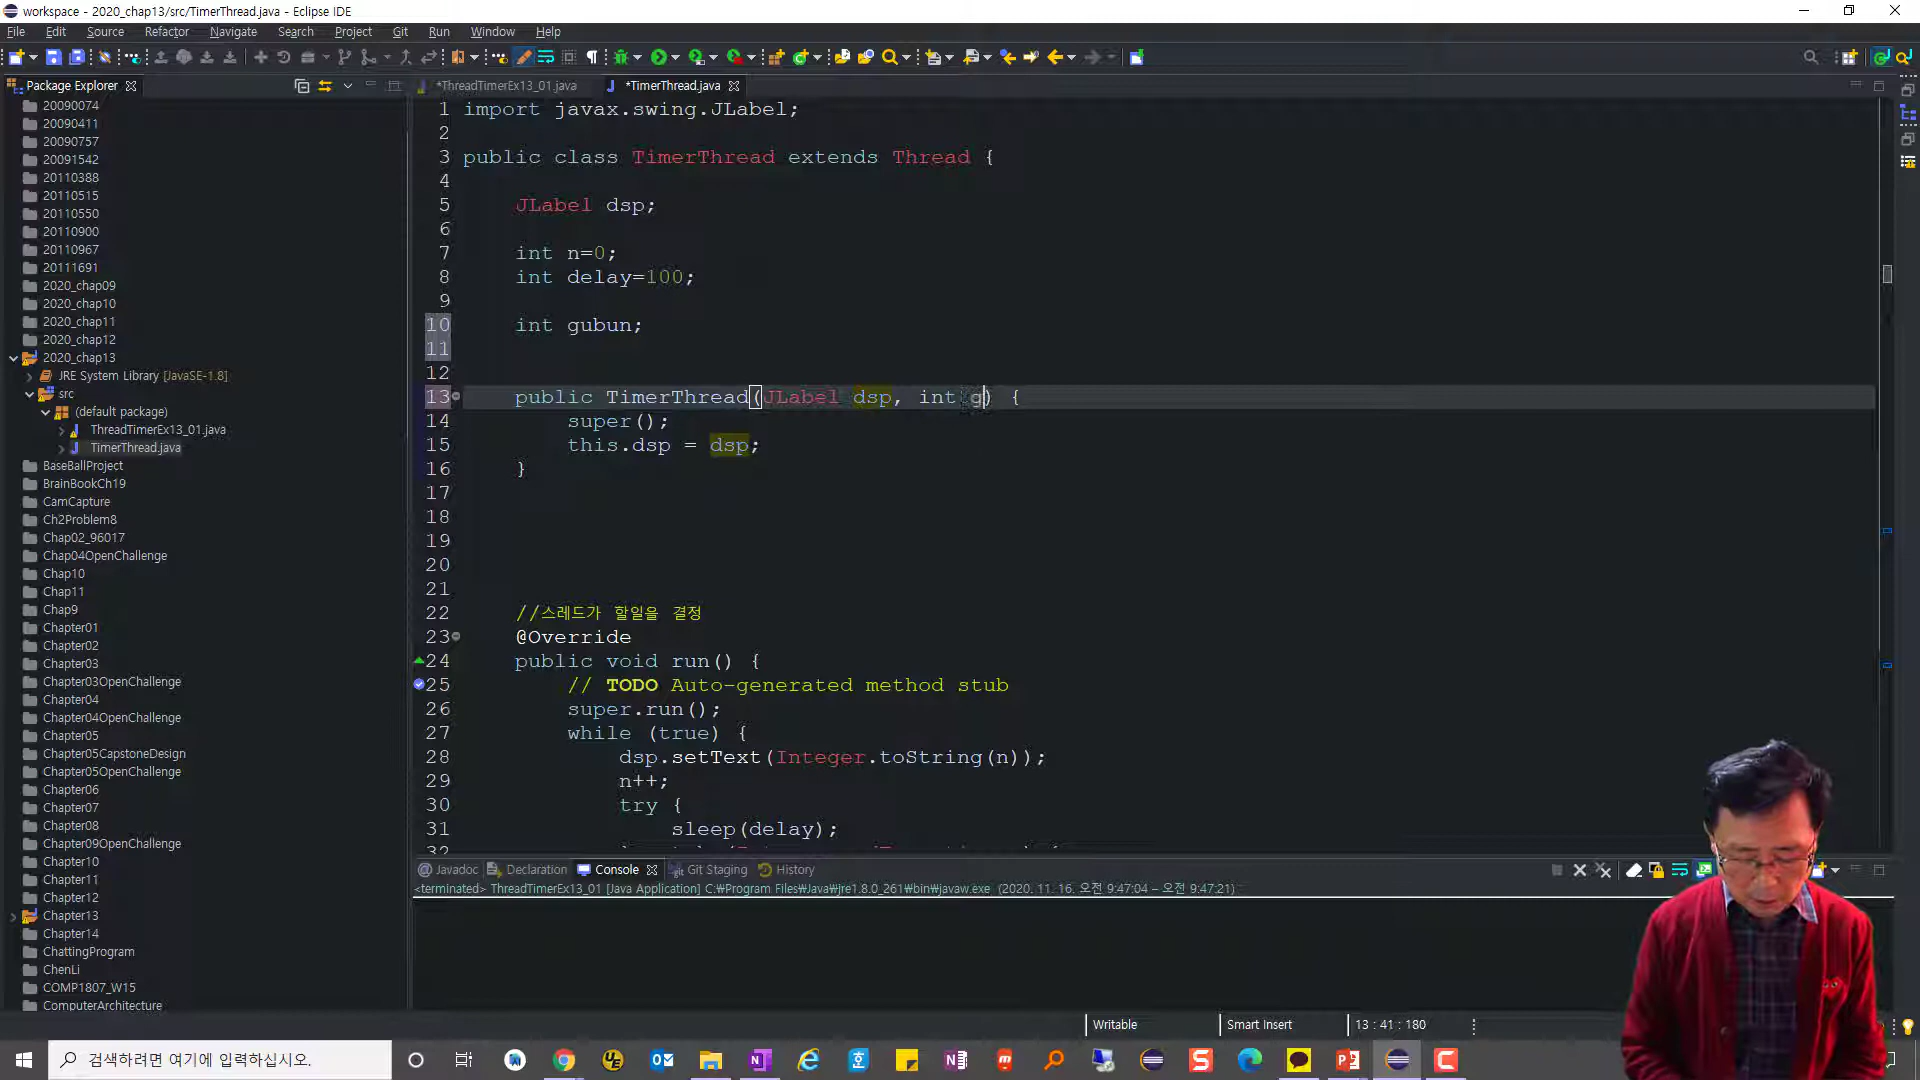 workspace - 2020_chap13/src/TimerThread.java - Eclipse IDE
File Edit Source Refactor Navigate Search Project Git Run Window Help
Package Explorer
*ThreadTimerEx13_01.java *TimerThread.java
20090074
20090411
20090757
20091542
20110388
20110515
20110550
20110900
20110967
20111691
2020_chap09
2020_chap10
2020_chap11
2020_chap12
2020_chap13
JRE System Library [JavaSE-1.8]
src
(default package)
ThreadTimerEx13_01.java
TimerThread.java
BaseBallProject
BrainBookCh19
CamCapture
Ch2Problem8
Chap02_96017
Chap04OpenChallenge
Chap10
Chap11
Chap9
Chapter01
Chapter02
Chapter03
Chapter03OpenChallenge
Chapter04
Chapter04OpenChallenge
Chapter05
Chapter05CapstoneDesign
Chapter05OpenChallenge
Chapter06
Chapter07
Chapter08
Chapter09OpenChallenge
Chapter10
Chapter11
Chapter12
Chapter13
Chapter14
ChattingProgram
ChenLi
COMP1807_W15
ComputerArchitecture
1 import javax.swing.JLabel;
2
3 public class TimerThread extends Thread {
4
5 JLabel dsp;
6
7 int n=0;
8 int delay=100;
9
10 int gubun;
11
12
13 public TimerThread(JLabel dsp, int g) {
14 super();
15 this.dsp = dsp;
16 }
17
18
19
20
21
22 //스레드가 할일을 결정
23 @Override
24 public void run() {
25 // TODO Auto-generated method stub
26 super.run();
27 while (true) {
28 dsp.setText(Integer.toString(n));
29 n++;
30 try {
31 sleep(delay);
Javadoc Declaration Console Git Staging History
<terminated> ThreadTimerEx13_01 [Java Application] C:₩Program Files₩Java₩jre1.8.0_261₩bin₩javaw.exe (2020. 11. 16. 오전 9:47:04 – 오전 9:47:21)
Writable Smart Insert 13 : 41 : 180
검색하려면 여기에 입력하십시오.